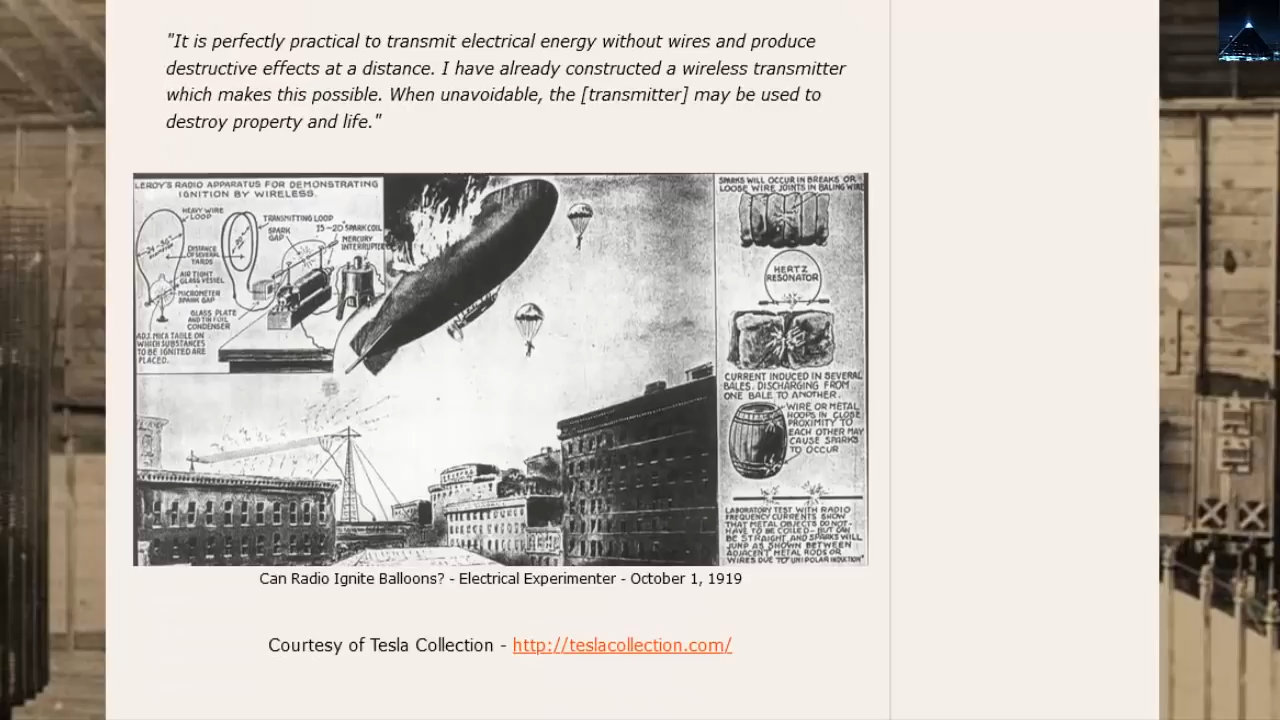 "It is perfectly practical to transmit electrical energy without wires and produce
destructive effects at a distance. I have already constructed a wireless transmitter
which makes this possible. When unavoidable, the [transmitter] may be used to
destroy property and life."
LEROY'S RADIO APPARATUS FOR DEMONSTRATING
IGNITION BY WIRELESS.
HEAVY WIRE
LOOP
TRANSMITTING LOOP
SPARK
GAP
15-20 SPARK COIL
MERCURY
INTERRUPTER
DISTANCE
OF SEVERAL
YARDS
AIR TIGHT
GLASS VESSEL
MICROMETER
SPARK GAP
GLASS PLATE
AND TIN FOIL
CONDENSER
ADJ. MICA TABLE ON
WHICH SUBSTANCES
TO BE IGNITED ARE
PLACED.
SPARKS WILL OCCUR IN BREAKS OR
LOOSE WIRE JOINTS IN BALING WIRE
HERTZ
RESONATOR
CURRENT INDUCED IN SEVERAL
BALES. DISCHARGING FROM
ONE BALE TO ANOTHER.
WIRE OR METAL
HOOPS IN CLOSE
PROXIMITY TO
EACH OTHER MAY
CAUSE SPARKS
TO OCCUR
LABORATORY TEST WITH RADIO
FREQUENCY CURRENTS SHOW
THAT METAL OBJECTS DO NOT
HAVE TO BE COILED - BUT CAN
BE STRAIGHT AND SPARKS WILL
JUMP AS SHOWN BETWEEN
ADJACENT METAL RODS OR
WIRES DUE TO "UNIPOLAR INDUCTION"
Can Radio Ignite Balloons? - Electrical Experimenter - October 1, 1919
Courtesy of Tesla Collection - http://teslacollection.com/